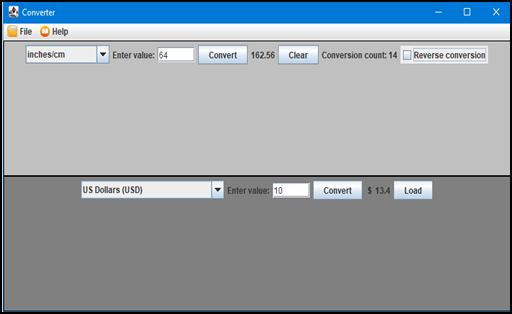 Converter
File Help
inches/cm Enter value: 64 Convert 162.56 Clear Conversion count: 14 Reverse conversion
US Dollars (USD) Enter value: 10 Convert $ 13.4 Load